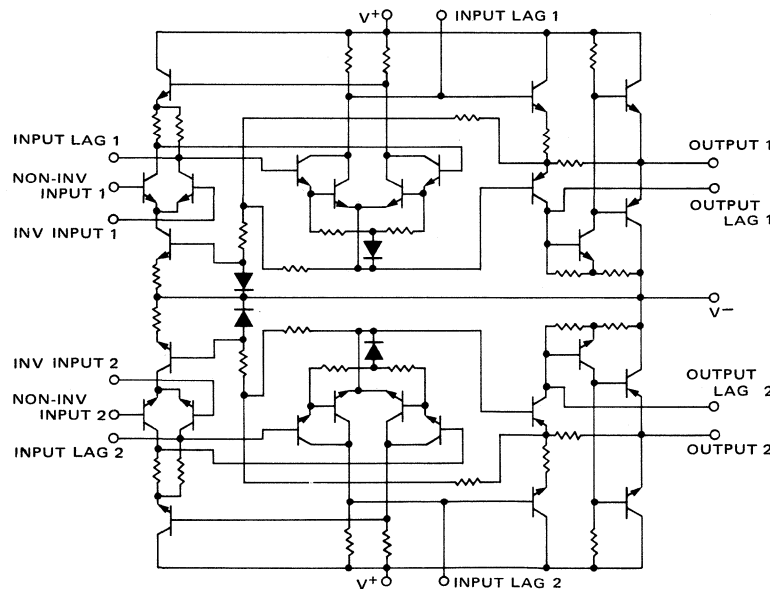 V+
INPUT LAG 1
INPUT LAG 1
NON-INV
INPUT 1
INV INPUT 1
OUTPUT 1
OUTPUT
LAG 1
V−
INV INPUT 2
NON-INV
INPUT 2
INPUT LAG 2
OUTPUT
LAG 2
OUTPUT 2
V+
INPUT LAG 2